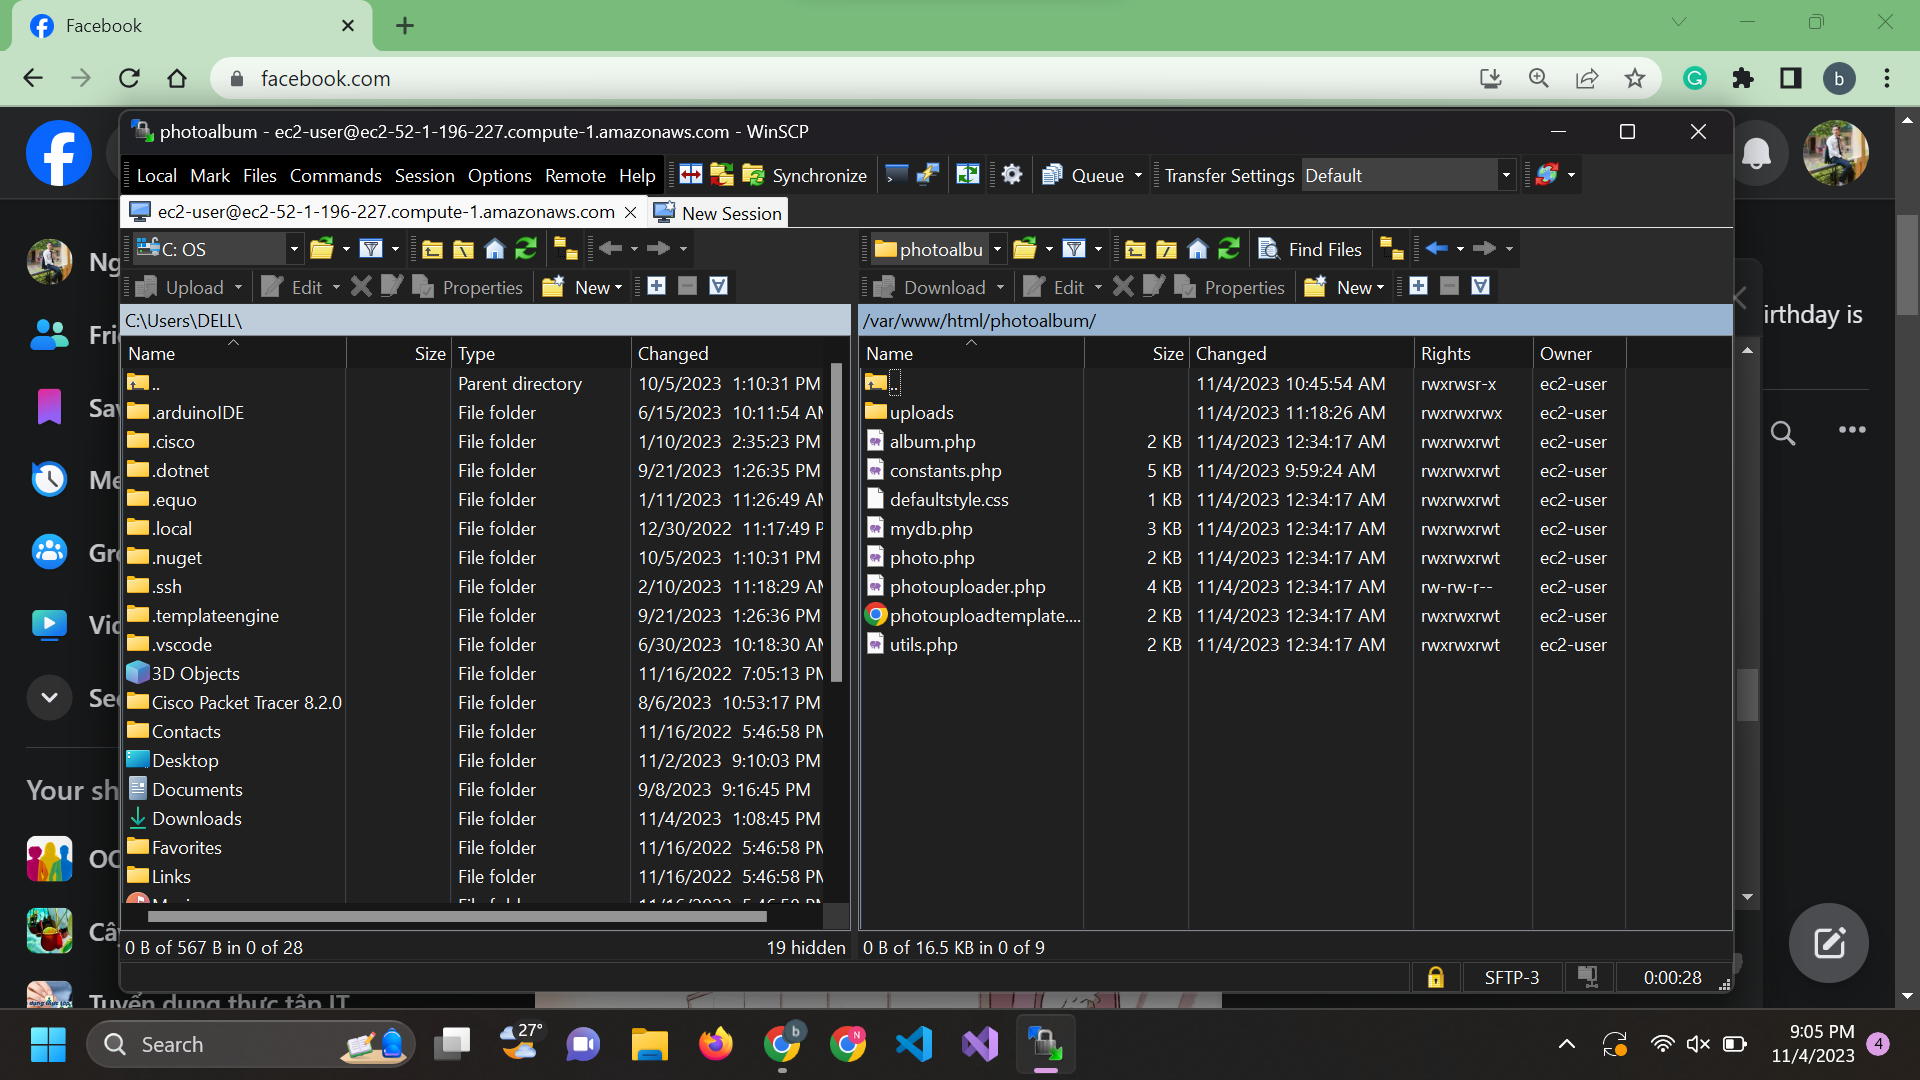 Facebook
facebook.com
b
photoalbum - ec2-user@ec2-52-1-196-227.compute-1.amazonaws.com - WinSCP
Local Mark Files Commands Session Options Remote Help Synchronize Queue Transfer Settings Default
ec2-user@ec2-52-1-196-227.compute-1.amazonaws.com New Session
C: OS photoalbu Find Files
Upload Edit Properties New Download Edit Properties New
C:\Users\DELL\ /var/www/html/photoalbum/
Name Size Type Changed Name Size Changed Rights Owner
.. Parent directory 10/5/2023 1:10:31 PM .. 11/4/2023 10:45:54 AM rwxrwsr-x ec2-user
.arduinoIDE File folder 6/15/2023 10:11:54 AM uploads 11/4/2023 11:18:26 AM rwxrwxrwx ec2-user
.cisco File folder 1/10/2023 2:35:23 PM album.php 2 KB 11/4/2023 12:34:17 AM rwxrwxrwt ec2-user
.dotnet File folder 9/21/2023 1:26:35 PM constants.php 5 KB 11/4/2023 9:59:24 AM rwxrwxrwt ec2-user
.equo File folder 1/11/2023 11:26:49 AM defaultstyle.css 1 KB 11/4/2023 12:34:17 AM rwxrwxrwt ec2-user
.local File folder 12/30/2022 11:17:49 P mydb.php 3 KB 11/4/2023 12:34:17 AM rwxrwxrwt ec2-user
.nuget File folder 10/5/2023 1:10:31 PM photo.php 2 KB 11/4/2023 12:34:17 AM rwxrwxrwt ec2-user
.ssh File folder 2/10/2023 11:18:29 AM photouploader.php 4 KB 11/4/2023 12:34:17 AM rw-rw-r-- ec2-user
.templateengine File folder 9/21/2023 1:26:36 PM photouploadtemplate.... 2 KB 11/4/2023 12:34:17 AM rwxrwxrwt ec2-user
.vscode File folder 6/30/2023 10:18:30 AM utils.php 2 KB 11/4/2023 12:34:17 AM rwxrwxrwt ec2-user
3D Objects File folder 11/16/2022 7:05:13 PM
Cisco Packet Tracer 8.2.0 File folder 8/6/2023 10:53:17 PM
Contacts File folder 11/16/2022 5:46:58 PM
Desktop File folder 11/2/2023 9:10:03 PM
Documents File folder 9/8/2023 9:16:45 PM
Downloads File folder 11/4/2023 1:08:45 PM
Favorites File folder 11/16/2022 5:46:58 PM
Links File folder 11/16/2022 5:46:58 PM
0 B of 567 B in 0 of 28 19 hidden 0 B of 16.5 KB in 0 of 9
SFTP-3 0:00:28
Ng
Fri
Sa
Me
Gr
Vi
See
Your sh
OC
Câ
Tuyển dụng thực tập IT
irthday is
Search 27° 9:05 PM
11/4/2023 4